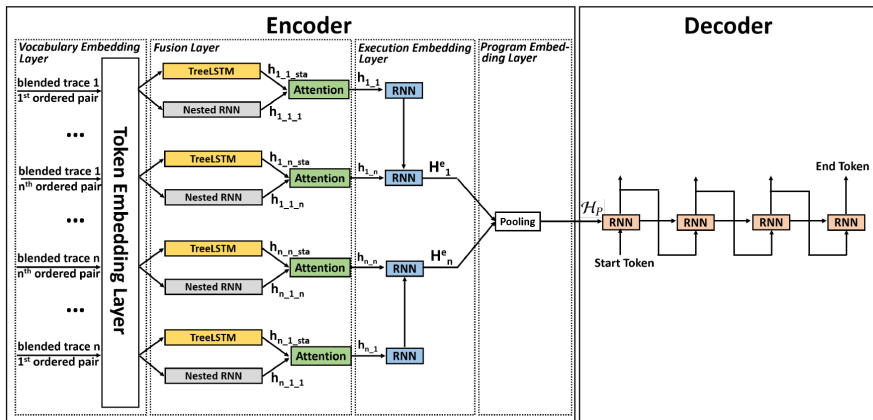 Encoder
Decoder
Vocabulary Embedding
Layer
Fusion Layer
Execution Embedding
Layer
Program Embed-
ding Layer
blended trace 1
1st ordered pair
...
blended trace 1
nth ordered pair
...
blended trace n
nth ordered pair
...
blended trace n
1st ordered pair
Token Embedding Layer
TreeLSTM
h1_1_sta
Nested RNN
h1_1_1
Attention
h1_1
RNN
TreeLSTM
h1_n_sta
Nested RNN
h1_1_n
Attention
h1_n
RNN
He1
TreeLSTM
hn_n_sta
Nested RNN
hn_1_n
Attention
hn_n
RNN
Hen
TreeLSTM
hn_1_sta
Nested RNN
hn_1_1
Attention
hn_1
RNN
Pooling
HP
RNN
RNN
RNN
RNN
Start Token
End Token